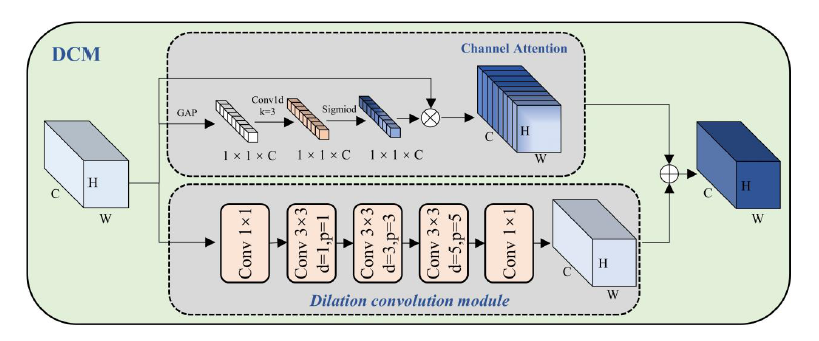 DCM
Channel Attention
GAP
Conv1d
k=3
Sigmiod
1 × 1 × C
1 × 1 × C
1 × 1 × C
C
H
W
C
H
W
C
H
W
Conv 1×1
Conv 3×3
d=1,p=1
Conv 3×3
d=3,p=3
Conv 3×3
d=5,p=5
Conv 1×1
C
H
W
Dilation convolution module